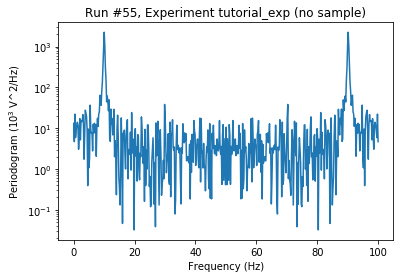 Run #55, Experiment tutorial_exp (no sample)
Periodogram (10³ V^2/Hz)
10³
10²
10¹
10⁰
10⁻¹
0 20 40 60 80 100
Frequency (Hz)